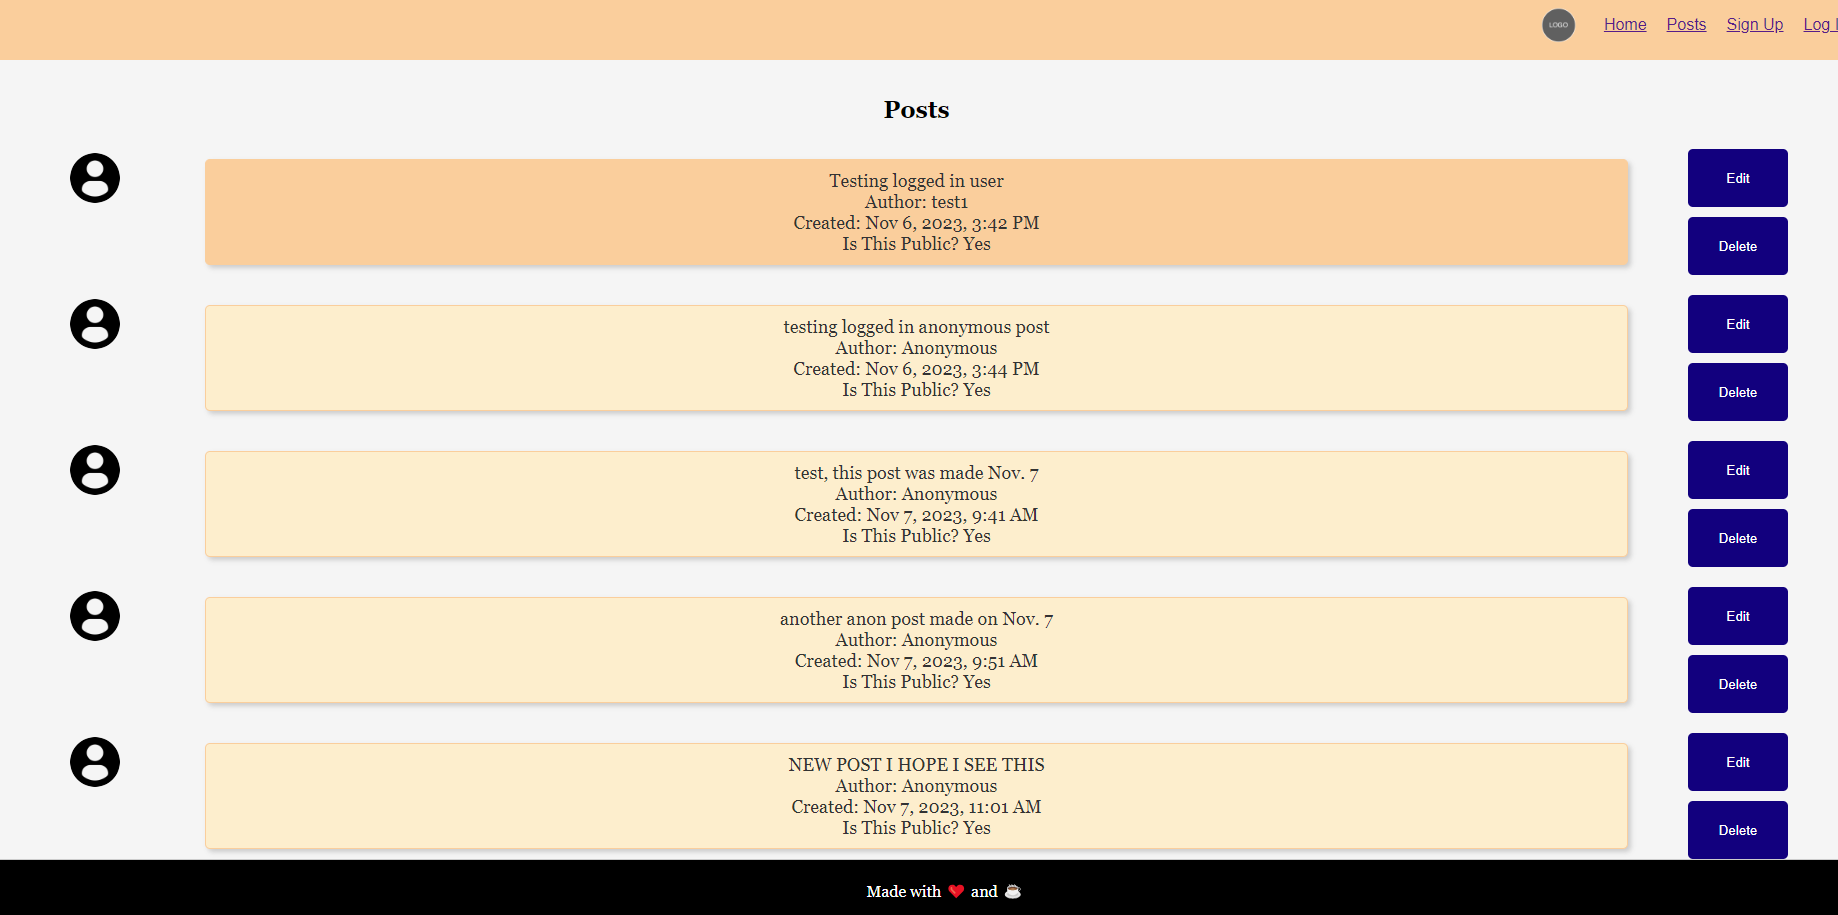 LOGO Home Posts Sign Up Log I
Posts
Testing logged in user
Author: test1
Created: Nov 6, 2023, 3:42 PM
Is This Public? Yes
Edit
Delete
testing logged in anonymous post
Author: Anonymous
Created: Nov 6, 2023, 3:44 PM
Is This Public? Yes
Edit
Delete
test, this post was made Nov. 7
Author: Anonymous
Created: Nov 7, 2023, 9:41 AM
Is This Public? Yes
Edit
Delete
another anon post made on Nov. 7
Author: Anonymous
Created: Nov 7, 2023, 9:51 AM
Is This Public? Yes
Edit
Delete
NEW POST I HOPE I SEE THIS
Author: Anonymous
Created: Nov 7, 2023, 11:01 AM
Is This Public? Yes
Edit
Delete
Made with ❤️ and ☕